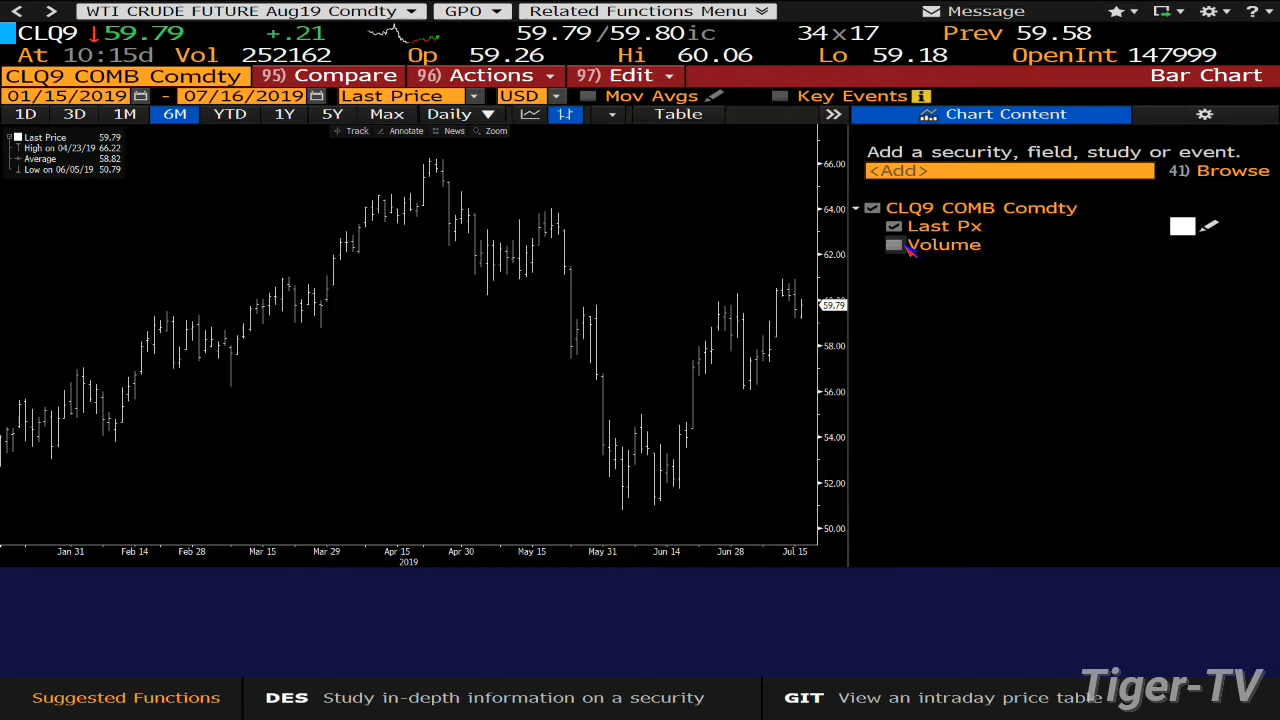 < > WTI CRUDE FUTURE Aug19 Comdty GPO Related Functions Menu Message ?
CLQ9 ↓59.79 +.21 59.79/59.80ic 34×17 Prev 59.58
At 10:15d Vol 252162 Op 59.26 Hi 60.06 Lo 59.18 OpenInt 147999
CLQ9 COMB Comdty 95) Compare 96) Actions 97) Edit Bar Chart
01/15/2019 - 07/16/2019 Last Price USD Mov Avgs Key Events
1D 3D 1M 6M YTD 1Y 5Y Max Daily ▼ Table >> Chart Content
Track Annotate News Zoom
Last Price 59.79
High on 04/23/19 66.22
Average 58.82
Low on 06/05/19 50.79
Add a security, field, study or event.
<Add> 41) Browse
CLQ9 COMB Comdty
Last Px
Volume
66.00
64.00
62.00
59.79
58.00
56.00
54.00
52.00
50.00
Jan 31 Feb 14 Feb 28 Mar 15 Mar 29 Apr 15 Apr 30 May 15 May 31 Jun 14 Jun 28 Jul 15
2019
Suggested Functions DES Study in-depth information on a security GIT View an intraday price table
Tiger-TV